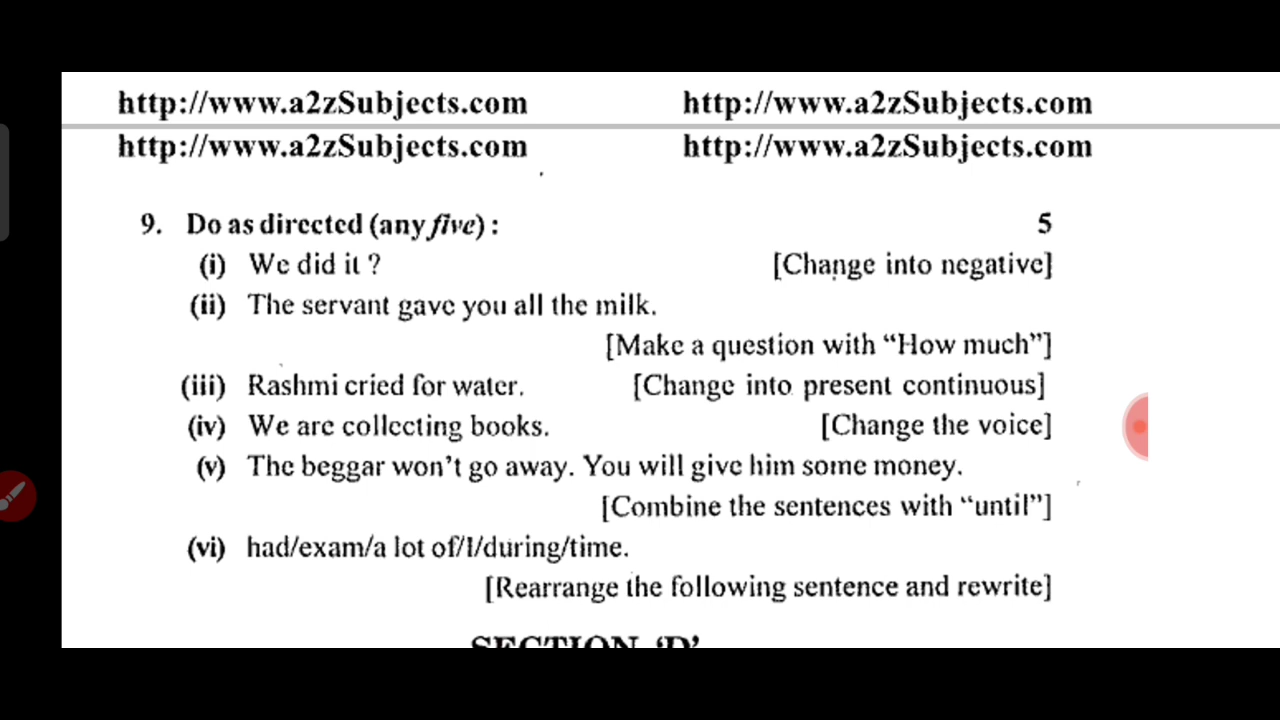 http://www.a2zSubjects.com http://www.a2zSubjects.com
http://www.a2zSubjects.com http://www.a2zSubjects.com
9. Do as directed (any five) : 5
(i) We did it ? [Change into negative]
(ii) The servant gave you all the milk.
[Make a question with “How much”]
(iii) Rashmi cried for water. [Change into present continuous]
(iv) We are collecting books. [Change the voice]
(v) The beggar won’t go away. You will give him some money.
[Combine the sentences with “until”]
(vi) had/exam/a lot of/I/during/time.
[Rearrange the following sentence and rewrite]
SECTION ‘D’